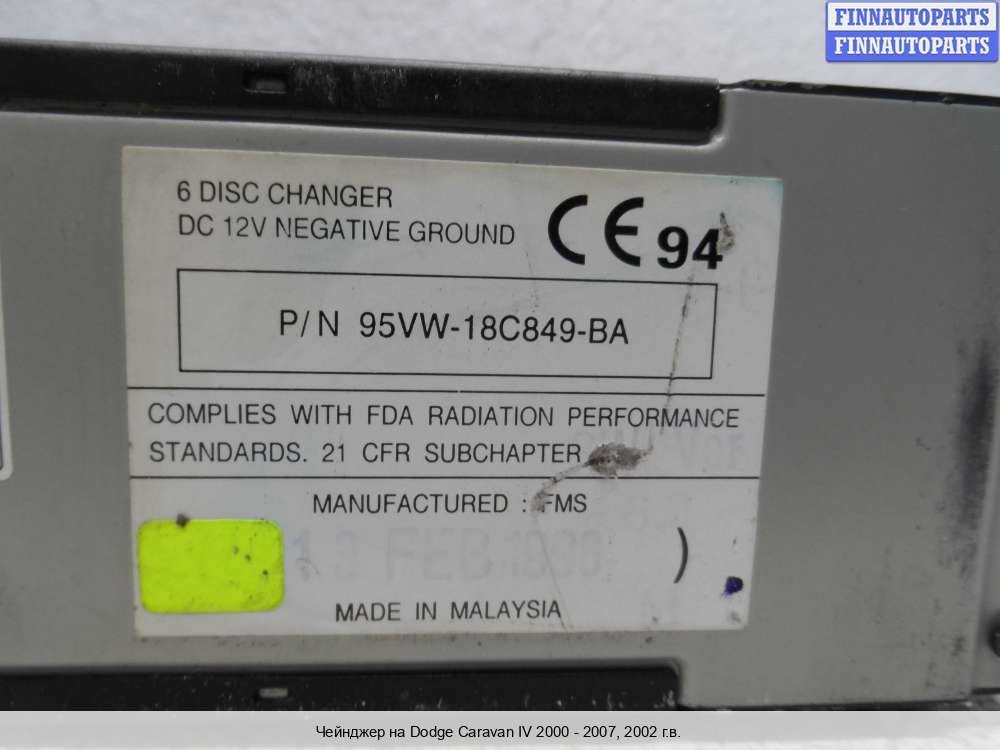 FINNAUTOPARTS
FINNAUTOPARTS
6 DISC CHANGER
DC 12V NEGATIVE GROUND
CE 94
P/N 95VW-18C849-BA
COMPLIES WITH FDA RADIATION PERFORMANCE
STANDARDS. 21 CFR SUBCHAPTER
MANUFACTURED : FMS
FEB
)
MADE IN MALAYSIA
Чейнджер на Dodge Caravan IV 2000 - 2007, 2002 г.в.